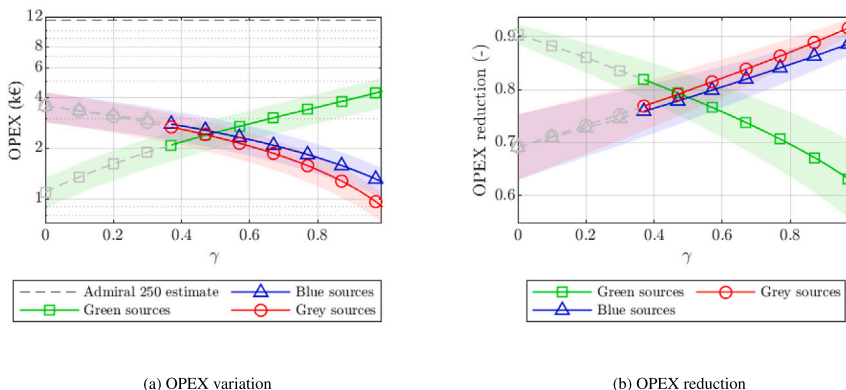 12
8
4
2
1
OPEX (k€)
0
0.2
0.4
0.6
0.8
γ
Admiral 250 estimate
Green sources
Blue sources
Grey sources
(a) OPEX variation
0.9
0.8
0.7
0.6
OPEX reduction (-)
0
0.2
0.4
0.6
0.8
γ
Green sources
Blue sources
Grey sources
(b) OPEX reduction